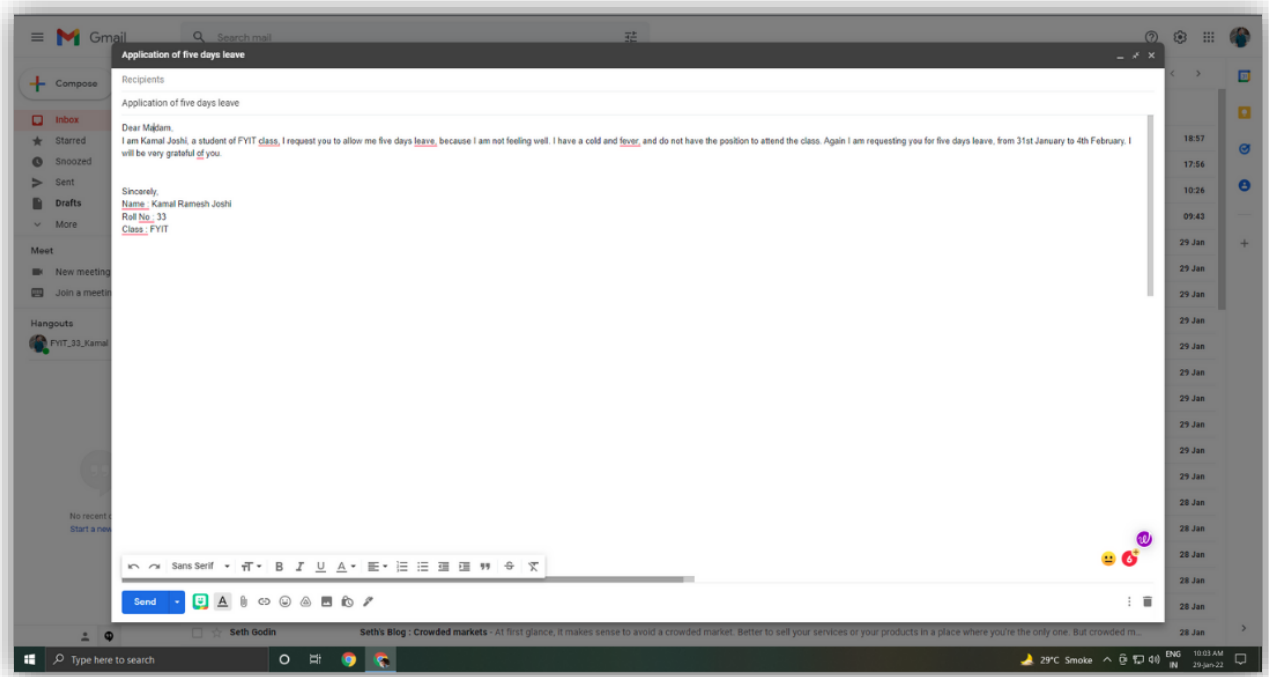 Gmail
Search mail
Application of five days leave
Compose
Recipients
Application of five days leave
Inbox
Starred
Snoozed
Sent
Drafts
More
Dear Madam,
I am Kamal Joshi, a student of FYIT class, I request you to allow me five days leave, because I am not feeling well. I have a cold and fever, and do not have the position to attend the class. Again I am requesting you for five days leave, from 31st January to 4th February. I
will be very grateful of you.
Sincerely,
Name : Kamal Ramesh Joshi
Roll No : 33
Class : FYIT
Meet
New meeting
Join a meetin
Hangouts
FYIT_33_Kamal
No recent c
Start a new
18:57
17:56
10:26
09:43
29 Jan
29 Jan
29 Jan
29 Jan
29 Jan
29 Jan
29 Jan
29 Jan
29 Jan
29 Jan
28 Jan
28 Jan
28 Jan
28 Jan
28 Jan
Sans Serif
6
Send
Seth Godin Seth's Blog : Crowded markets - At first glance, it makes sense to avoid a crowded market. Better to sell your services or your products in a place where you're the only one. But crowded m... 28 Jan
Type here to search
29°C Smoke
ENG 10:03 AM
IN 29-Jan-22